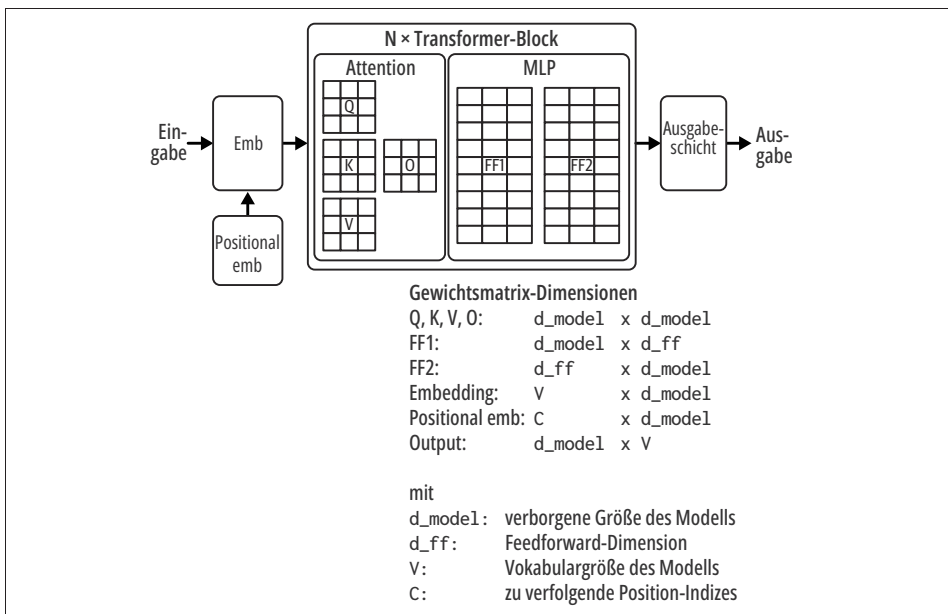 N × Transformer-Block
Attention
MLP
Q
K
O
V
FF1
FF2
Ein-
gabe
Emb
Positional
emb
Ausgabe-
schicht
Aus-
gabe
Gewichtsmatrix-Dimensionen
Q, K, V, O: d_model x d_model
FF1: d_model x d_ff
FF2: d_ff x d_model
Embedding: V x d_model
Positional emb: C x d_model
Output: d_model x V
mit
d_model: verborgene Größe des Modells
d_ff: Feedforward-Dimension
V: Vokabulargröße des Modells
C: zu verfolgende Position-Indizes